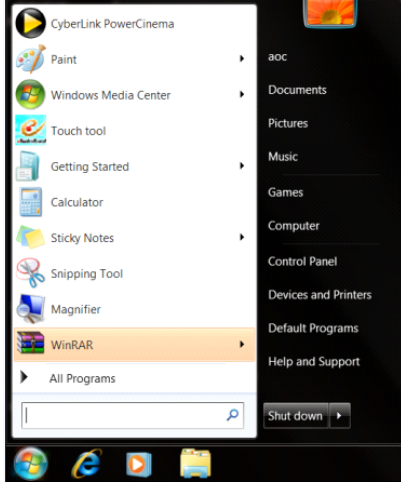 CyberLink PowerCinema
Paint
Windows Media Center
Touch tool
Getting Started
Calculator
Sticky Notes
Snipping Tool
Magnifier
WinRAR
All Programs
aoc
Documents
Pictures
Music
Games
Computer
Control Panel
Devices and Printers
Default Programs
Help and Support
Shut down